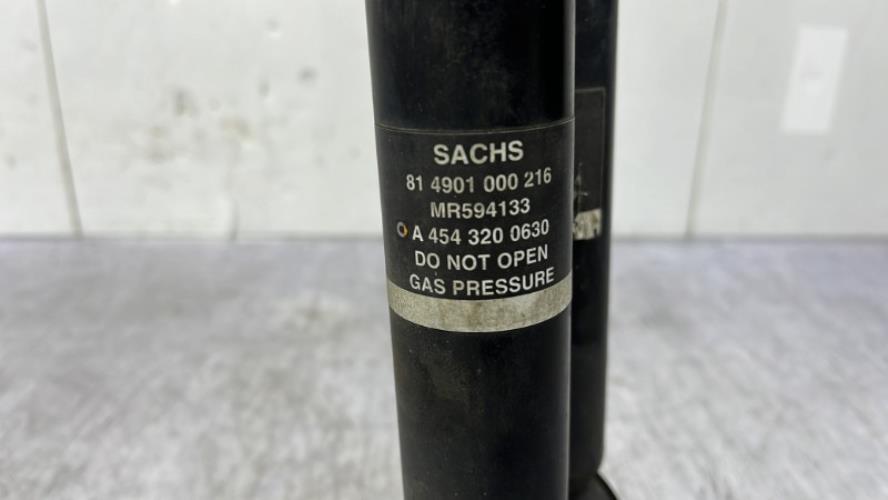 SACHS
81 4901 000 216
MR594133
A 454 320 0630
DO NOT OPEN
GAS PRESSURE